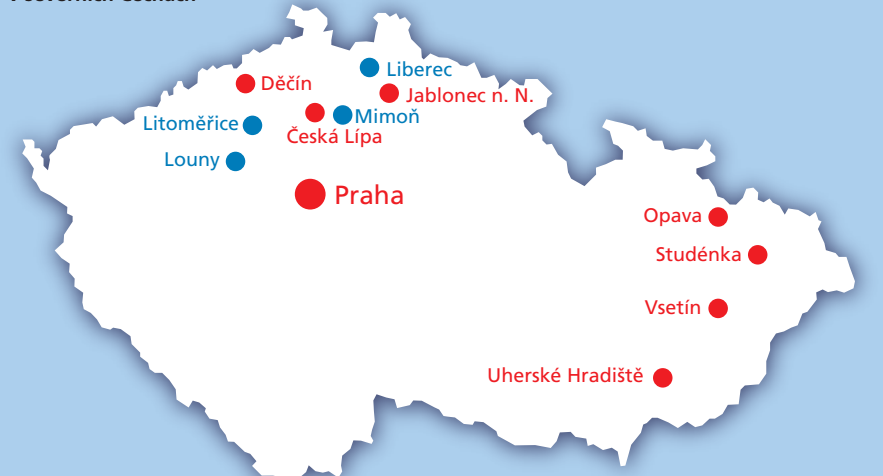 Liberec
Děčín
Jablonec n. N.
Mimoň
Litoměřice
Česká Lípa
Louny
Praha
Opava
Studénka
Vsetín
Uherské Hradiště